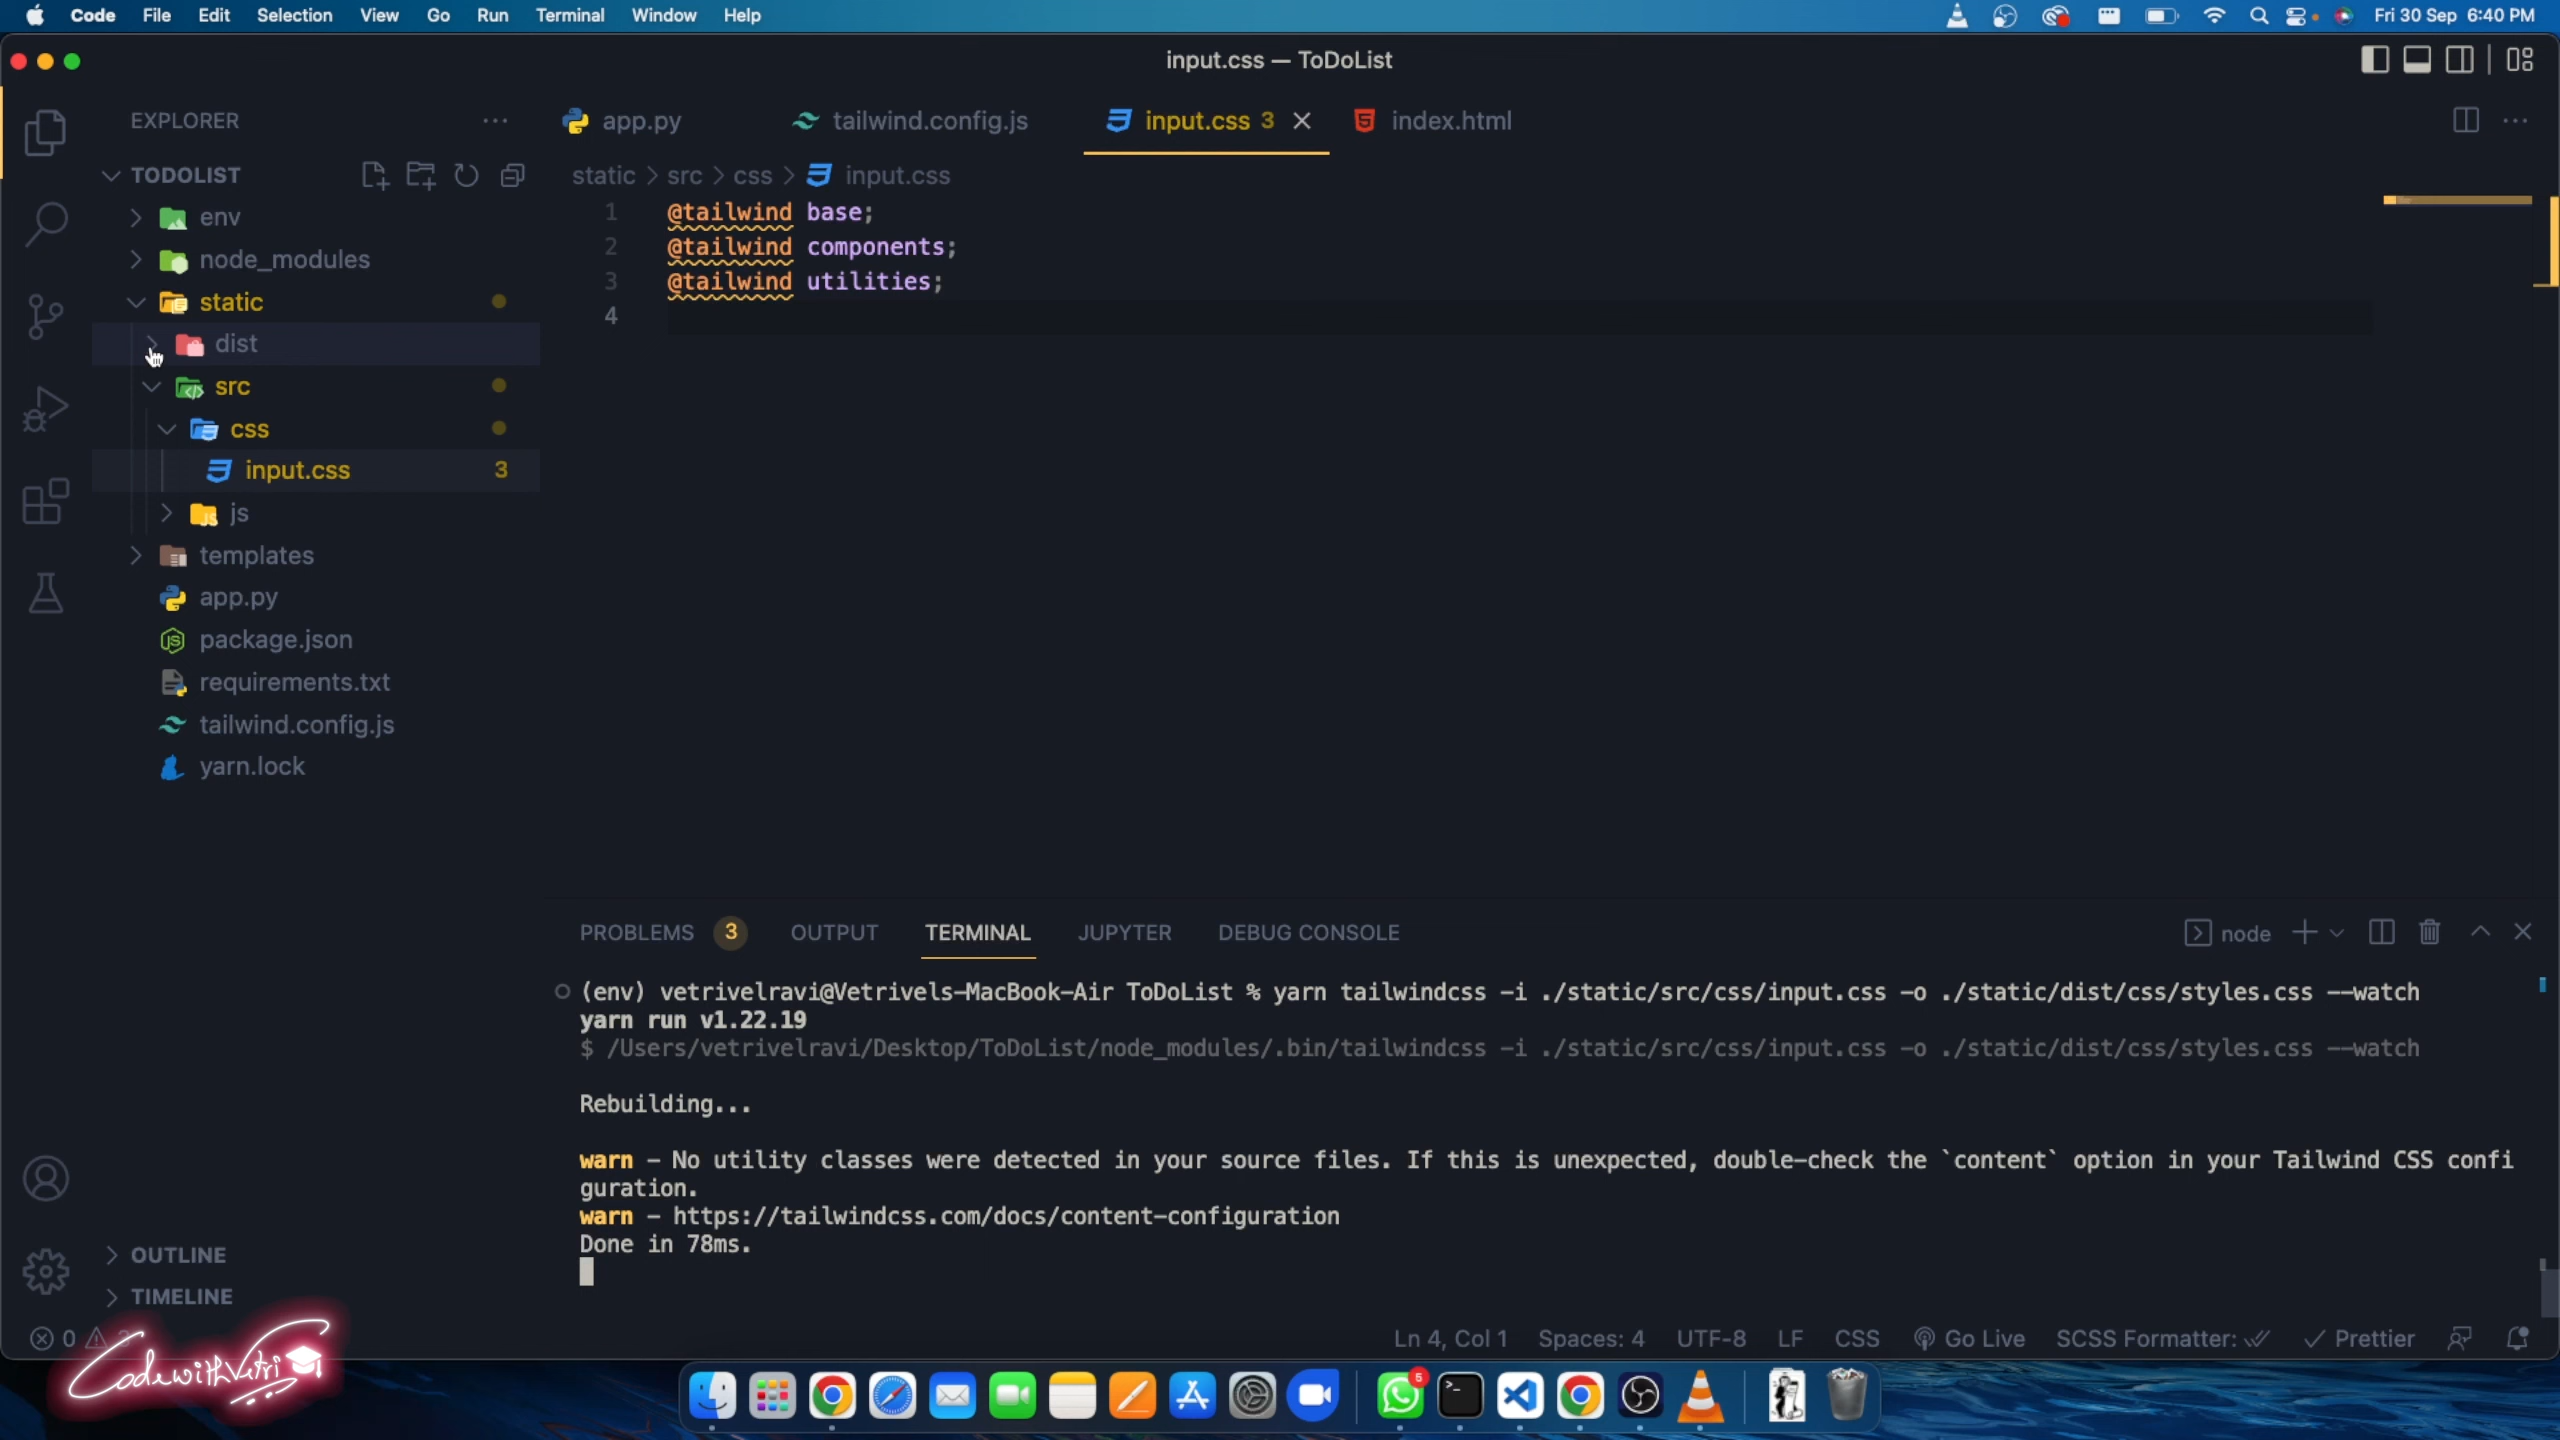 Code File Edit Selection View Go Run Terminal Window Help Fri 30 Sep 6:40 PM
input.css — ToDoList
EXPLORER
app.py tailwind.config.js input.css 3 index.html
TODOLIST
static > src > css > input.css
env
node_modules
static
dist
src
css
input.css 3
js
templates
app.py
package.json
requirements.txt
tailwind.config.js
yarn.lock
OUTLINE
TIMELINE
1 @tailwind base;
2 @tailwind components;
3 @tailwind utilities;
4
PROBLEMS 3 OUTPUT TERMINAL JUPYTER DEBUG CONSOLE node
(env) vetrivelravi@Vetrivels-MacBook-Air ToDoList % yarn tailwindcss -i ./static/src/css/input.css -o ./static/dist/css/styles.css --watch
yarn run v1.22.19
$ /Users/vetrivelravi/Desktop/ToDoList/node_modules/.bin/tailwindcss -i ./static/src/css/input.css -o ./static/dist/css/styles.css --watch
Rebuilding...
warn - No utility classes were detected in your source files. If this is unexpected, double-check the `content` option in your Tailwind CSS confi
guration.
warn - https://tailwindcss.com/docs/content-configuration
Done in 78ms.
0
Ln 4, Col 1 Spaces: 4 UTF-8 LF CSS Go Live SCSS Formatter: Prettier
CodewithVetri
5